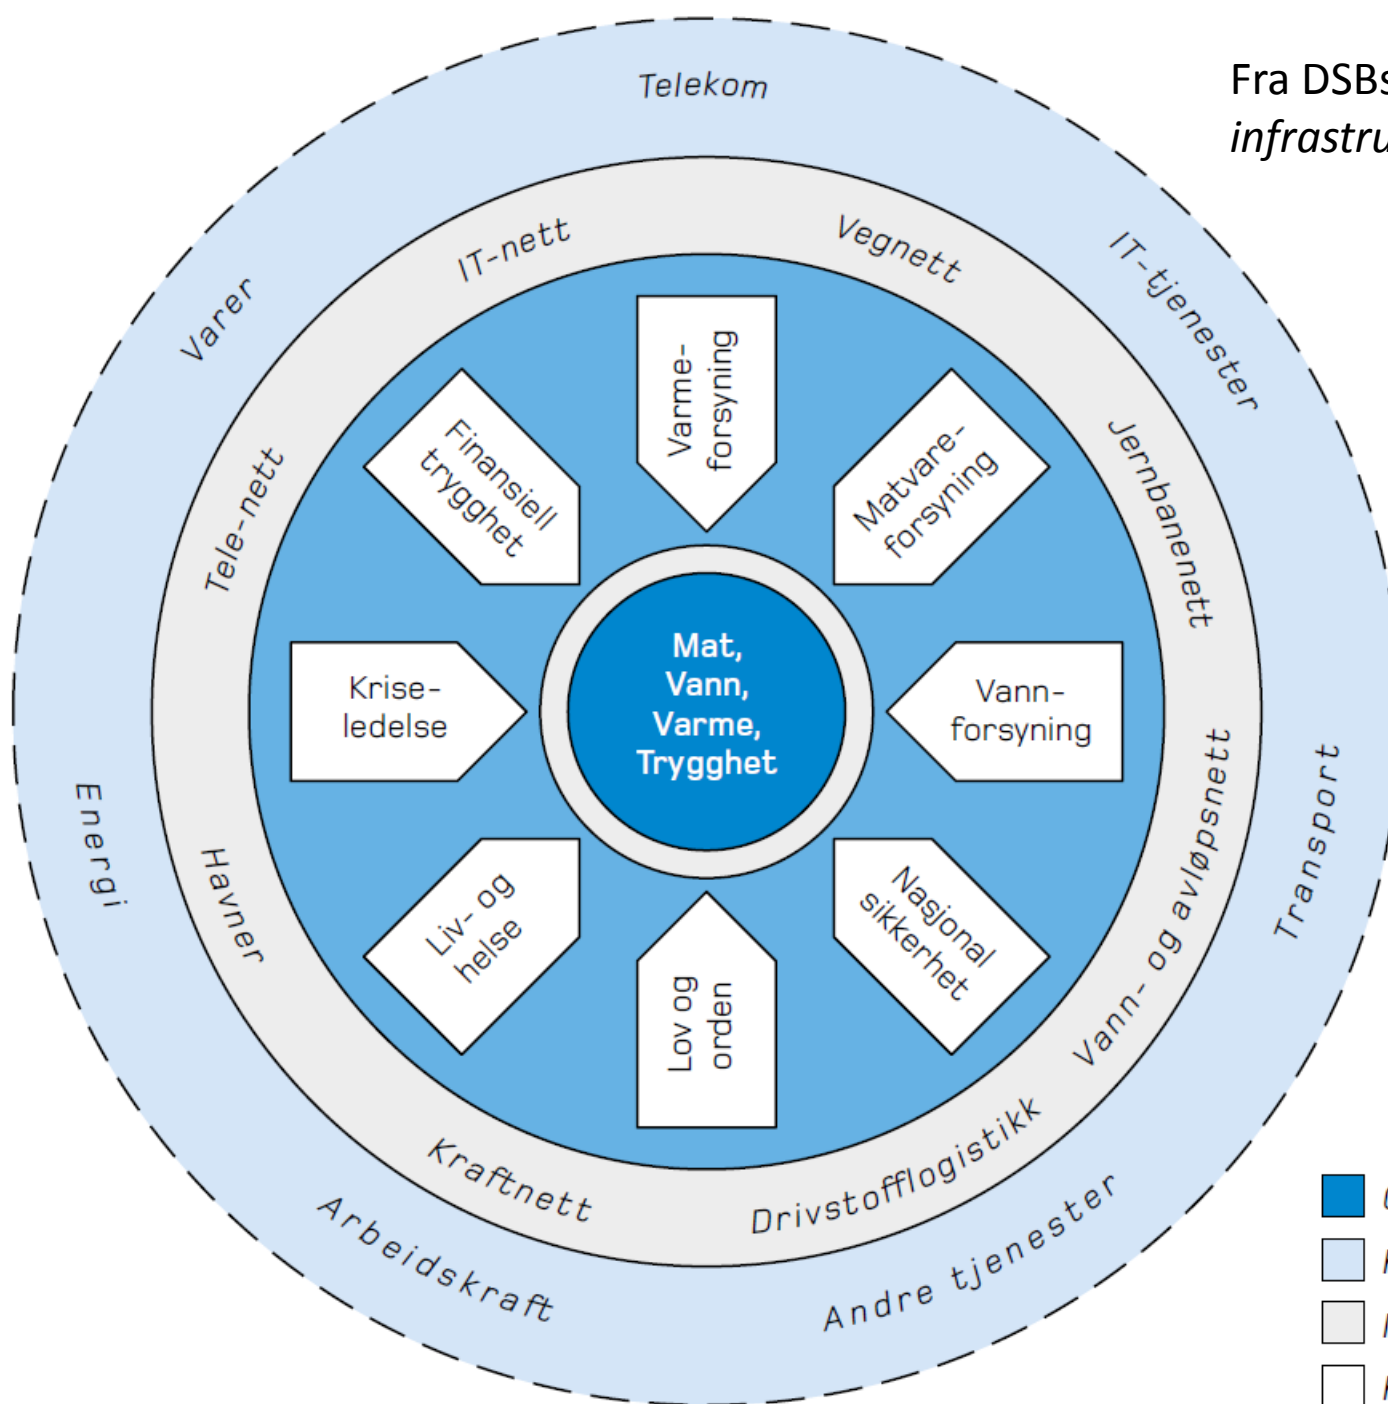 Fra DSBs
Telekom
IT-tjenester
Transport
Andre tjenester
Arbeidskraft
Energi
Varer
IT-nett
Vegnett
Jernbanenett
Vann- og avløpsnett
Drivstofflogistikk
Kraftnett
Havner
Tele-nett
Varme-
forsyning
Matvare-
forsyning
Vann-
forsyning
Nasjonal
sikkerhet
Lov og
orden
Liv- og
helse
Krise-
ledelse
Finansiell
trygghet
Mat,
Vann,
Varme,
Trygghet